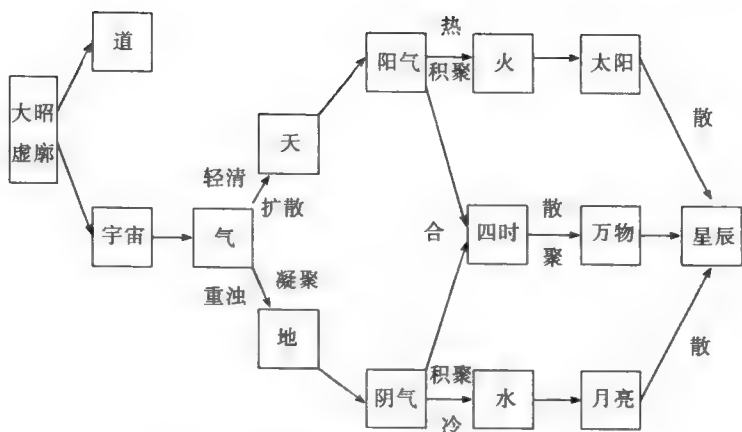 道
大昭
虚廓
宇宙
气
轻清
扩散
天
凝聚
重浊
地
阳气
热
积聚
火
太阳
散
合
四时
散
聚
万物
星辰
阴气
积聚
冷
水
月亮
散